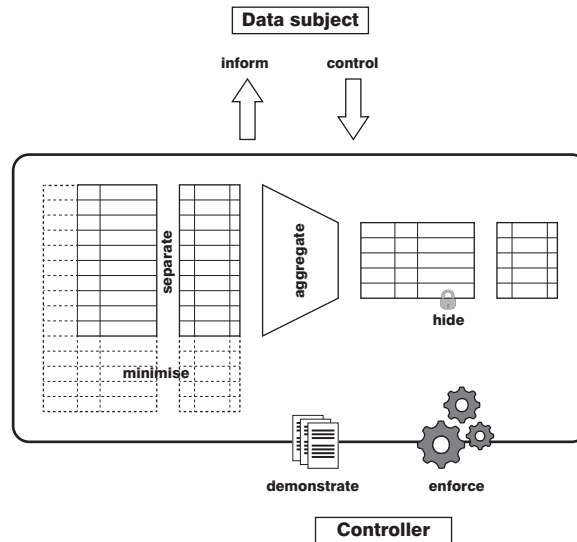 Data subject
inform control
separate
aggregate
hide
minimise
demonstrate enforce
Controller